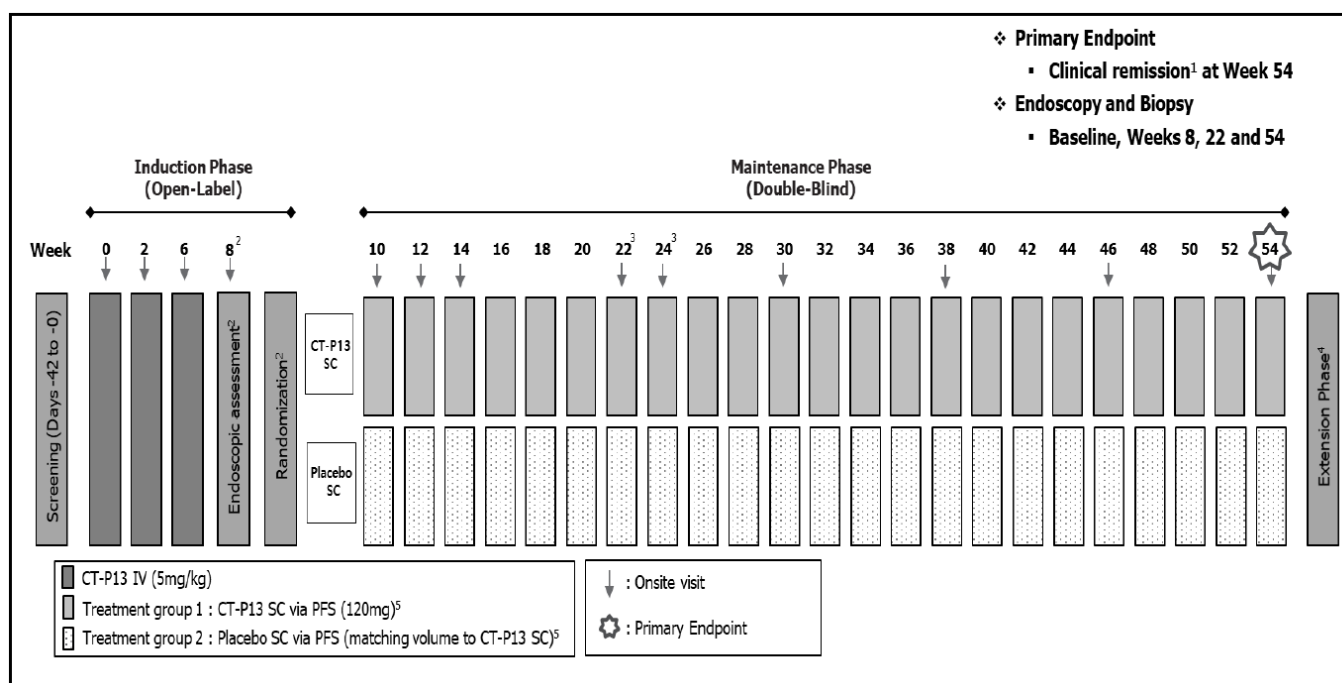 ❖ Primary Endpoint
▪ Clinical remission¹ at Week 54
❖ Endoscopy and Biopsy
▪ Baseline, Weeks 8, 22 and 54
Induction Phase
(Open-Label)
Maintenance Phase
(Double-Blind)
Week 0 2 6 8² 10 12 14 16 18 20 22³ 24³ 26 28 30 32 34 36 38 40 42 44 46 48 50 52 54
Screening (Days -42 to -0)
Endoscopic assessment²
Randomization²
CT-P13
SC
Placebo
SC
Extension Phase⁴
CT-P13 IV (5mg/kg)
Treatment group 1 : CT-P13 SC via PFS (120mg)⁵
Treatment group 2 : Placebo SC via PFS (matching volume to CT-P13 SC)⁵
: Onsite visit
: Primary Endpoint